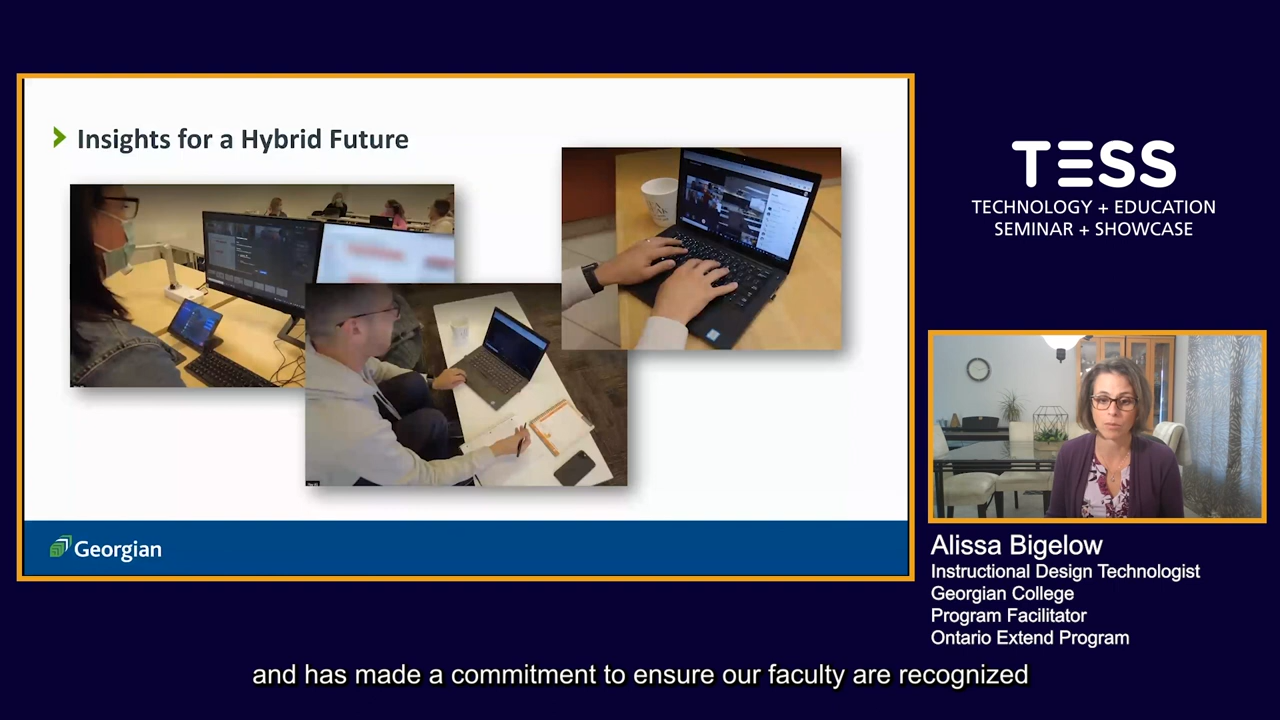 Insights for a Hybrid Future
Georgian
TESS
TECHNOLOGY + EDUCATION
SEMINAR + SHOWCASE
Alissa Bigelow
Instructional Design Technologist
Georgian College
Program Facilitator
Ontario Extend Program
and has made a commitment to ensure our faculty are recognized